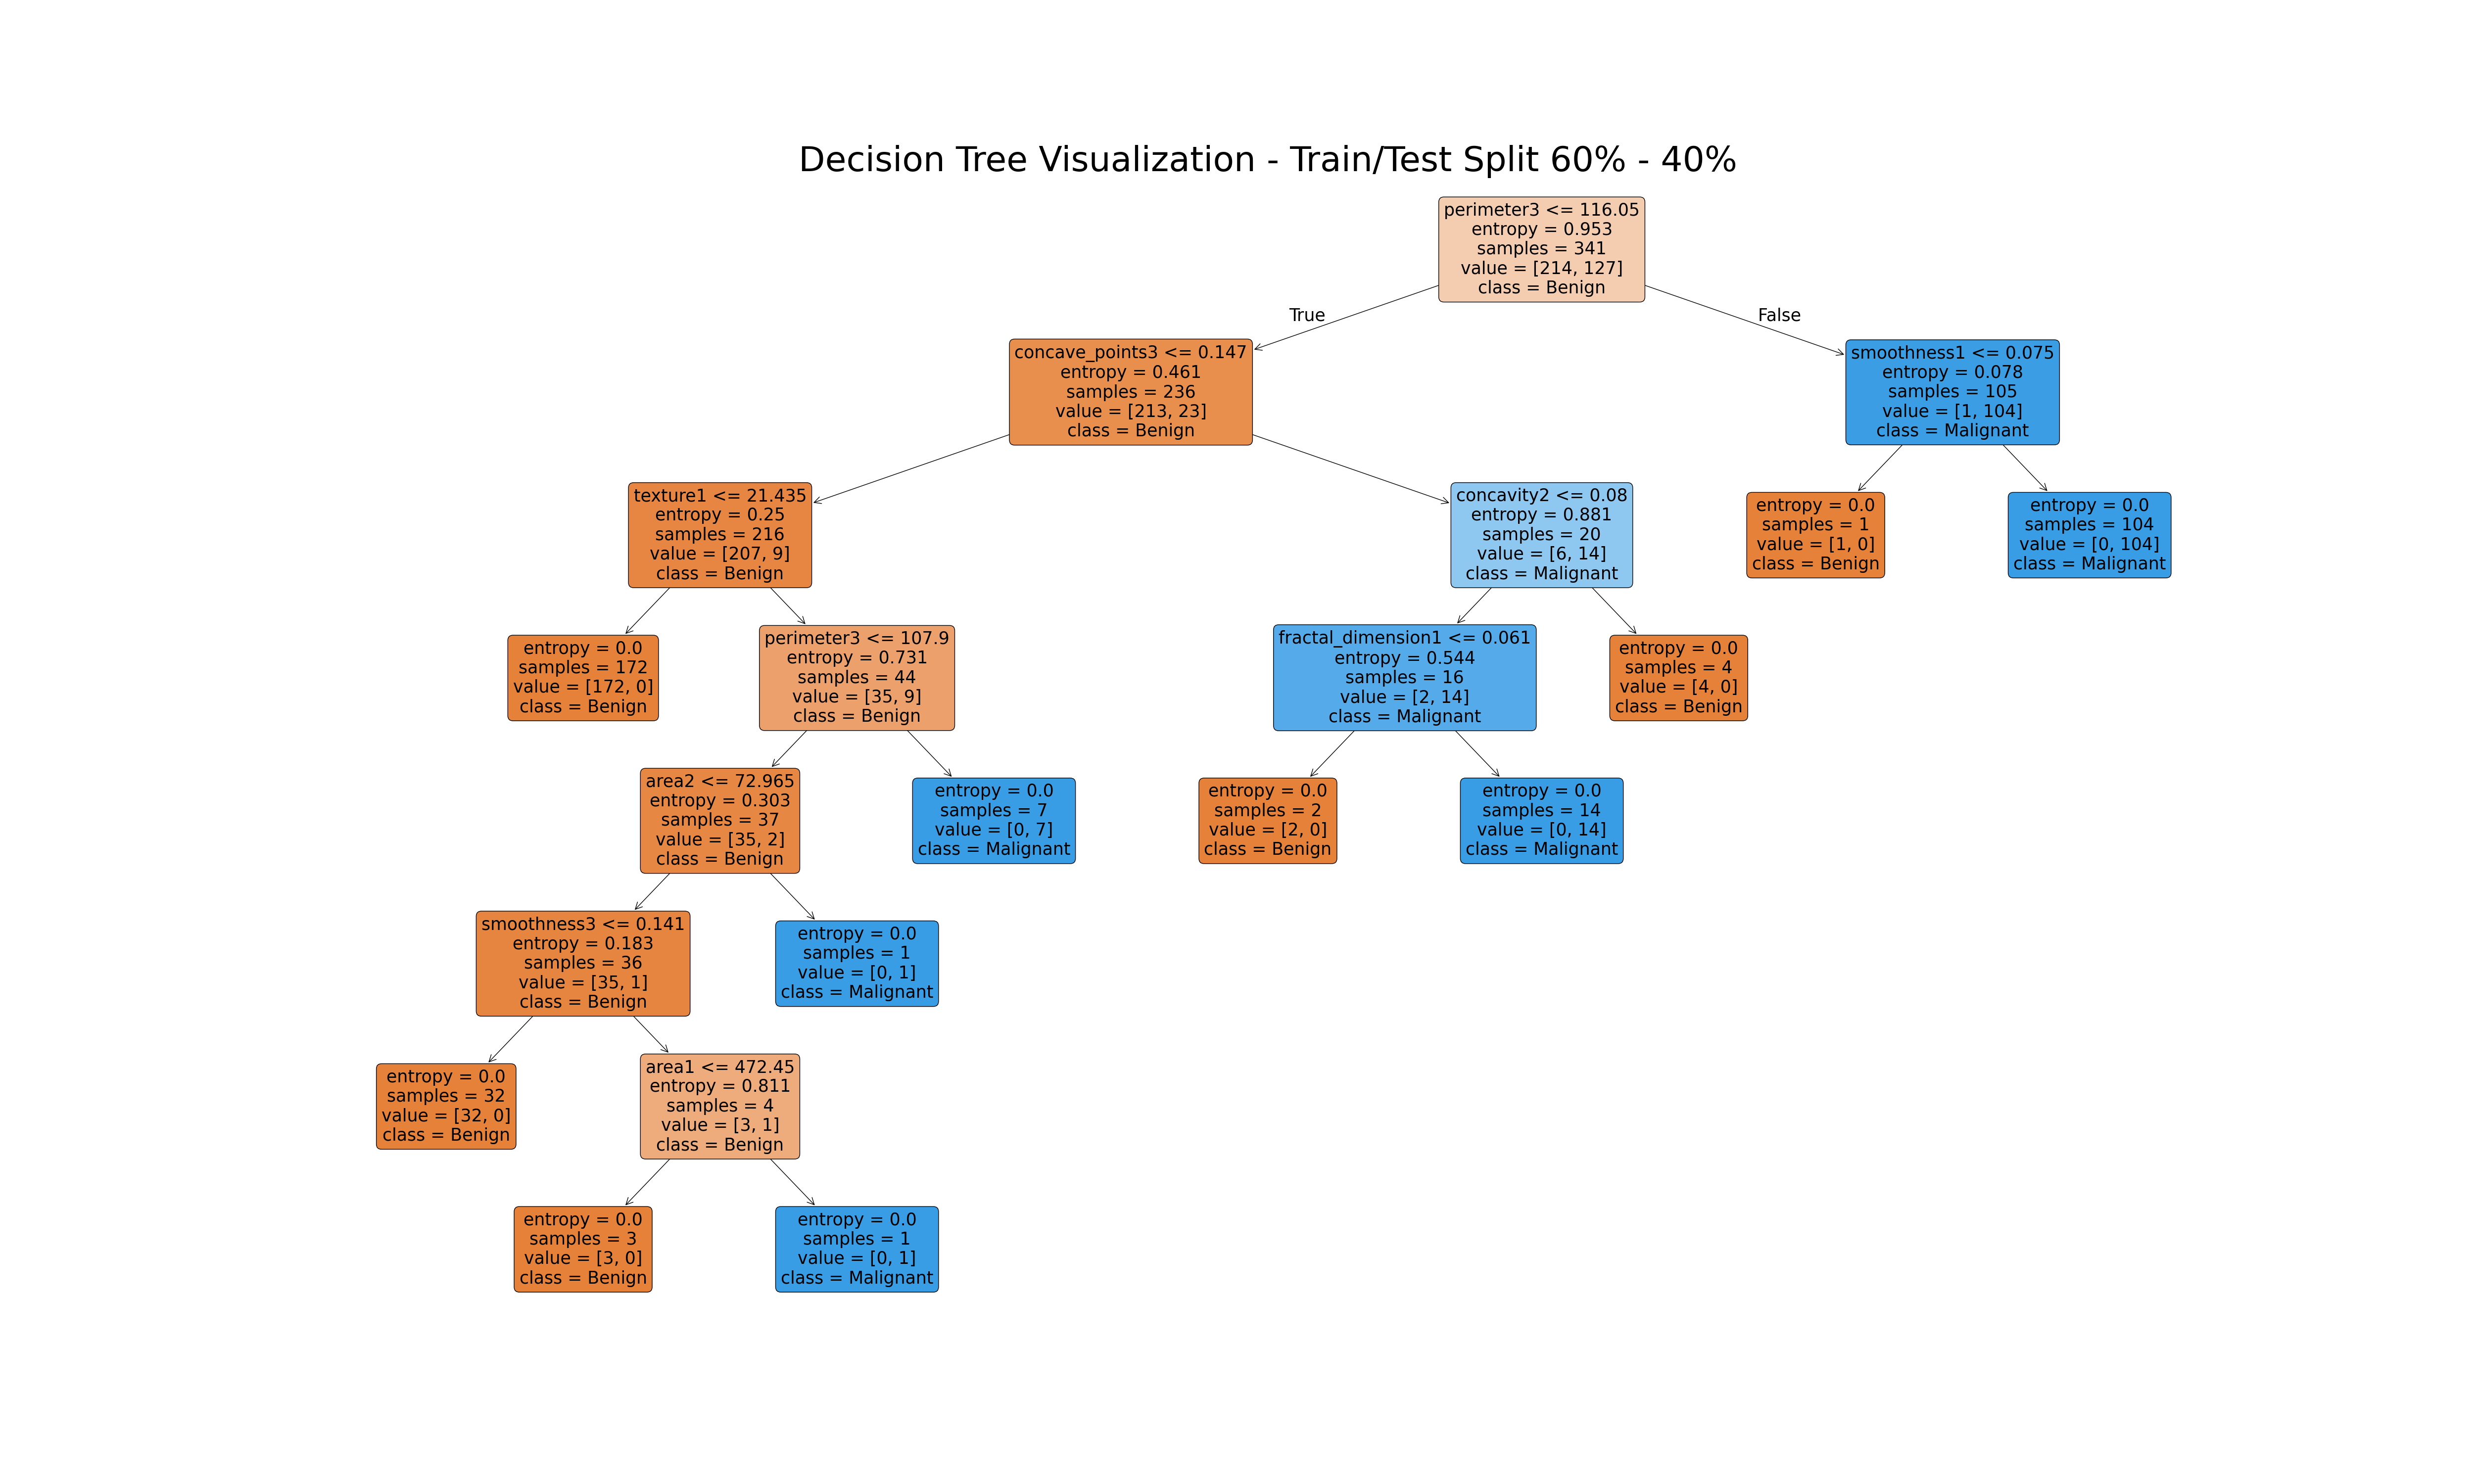 Decision Tree Visualization - Train/Test Split 60% - 40%
perimeter3 <= 116.05
entropy = 0.953
samples = 341
value = [214, 127]
class = Benign
True
False
concave_points3 <= 0.147
entropy = 0.461
samples = 236
value = [213, 23]
class = Benign
smoothness1 <= 0.075
entropy = 0.078
samples = 105
value = [1, 104]
class = Malignant
texture1 <= 21.435
entropy = 0.25
samples = 216
value = [207, 9]
class = Benign
concavity2 <= 0.08
entropy = 0.881
samples = 20
value = [6, 14]
class = Malignant
entropy = 0.0
samples = 1
value = [1, 0]
class = Benign
entropy = 0.0
samples = 104
value = [0, 104]
class = Malignant
entropy = 0.0
samples = 172
value = [172, 0]
class = Benign
perimeter3 <= 107.9
entropy = 0.731
samples = 44
value = [35, 9]
class = Benign
fractal_dimension1 <= 0.061
entropy = 0.544
samples = 16
value = [2, 14]
class = Malignant
entropy = 0.0
samples = 4
value = [4, 0]
class = Benign
area2 <= 72.965
entropy = 0.303
samples = 37
value = [35, 2]
class = Benign
entropy = 0.0
samples = 7
value = [0, 7]
class = Malignant
entropy = 0.0
samples = 2
value = [2, 0]
class = Benign
entropy = 0.0
samples = 14
value = [0, 14]
class = Malignant
smoothness3 <= 0.141
entropy = 0.183
samples = 36
value = [35, 1]
class = Benign
entropy = 0.0
samples = 1
value = [0, 1]
class = Malignant
entropy = 0.0
samples = 32
value = [32, 0]
class = Benign
area1 <= 472.45
entropy = 0.811
samples = 4
value = [3, 1]
class = Benign
entropy = 0.0
samples = 3
value = [3, 0]
class = Benign
entropy = 0.0
samples = 1
value = [0, 1]
class = Malignant